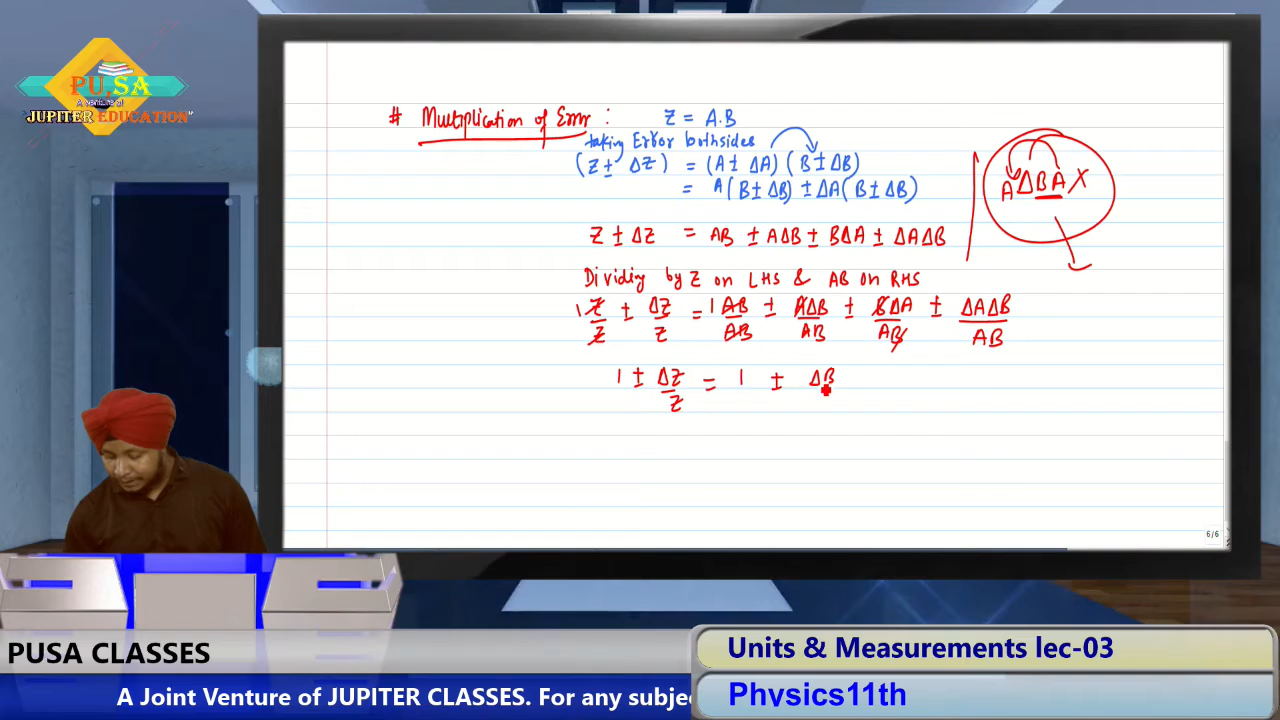 PU,SA
A venture of
"JUPITER EDUCATION"
# Multiplication of Error : Z = A.B
taking Error bothsides
(Z ± ΔZ) = (A ± ΔA) (B ± ΔB)
= A(B ± ΔB) ± ΔA(B ± ΔB)
A ΔBA X
Z ± ΔZ = AB ± AΔB ± BΔA ± ΔAΔB
Dividing by Z on LHS & AB on RHS
1 Z/Z ± ΔZ/Z = 1 AB/AB ± AΔB/AB ± BΔA/AB ± ΔAΔB/AB
1 ± ΔZ/Z = 1 ± ΔB
6/6
PUSA CLASSES
Units & Measurements lec-03
A Joint Venture of JUPITER CLASSES. For any subje
Physics11th